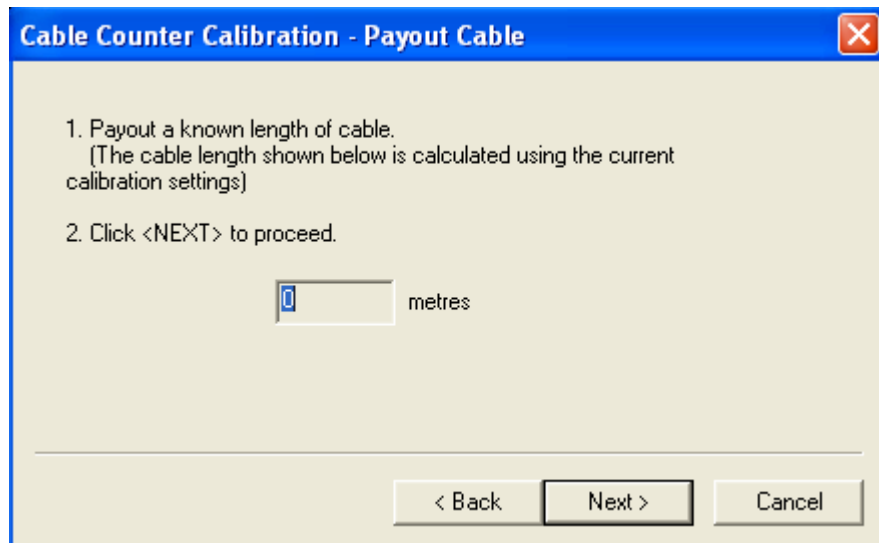 Cable Counter Calibration - Payout Cable
1. Payout a known length of cable.
(The cable length shown below is calculated using the current
calibration settings)
2. Click <NEXT> to proceed.
0 metres
< Back Next > Cancel